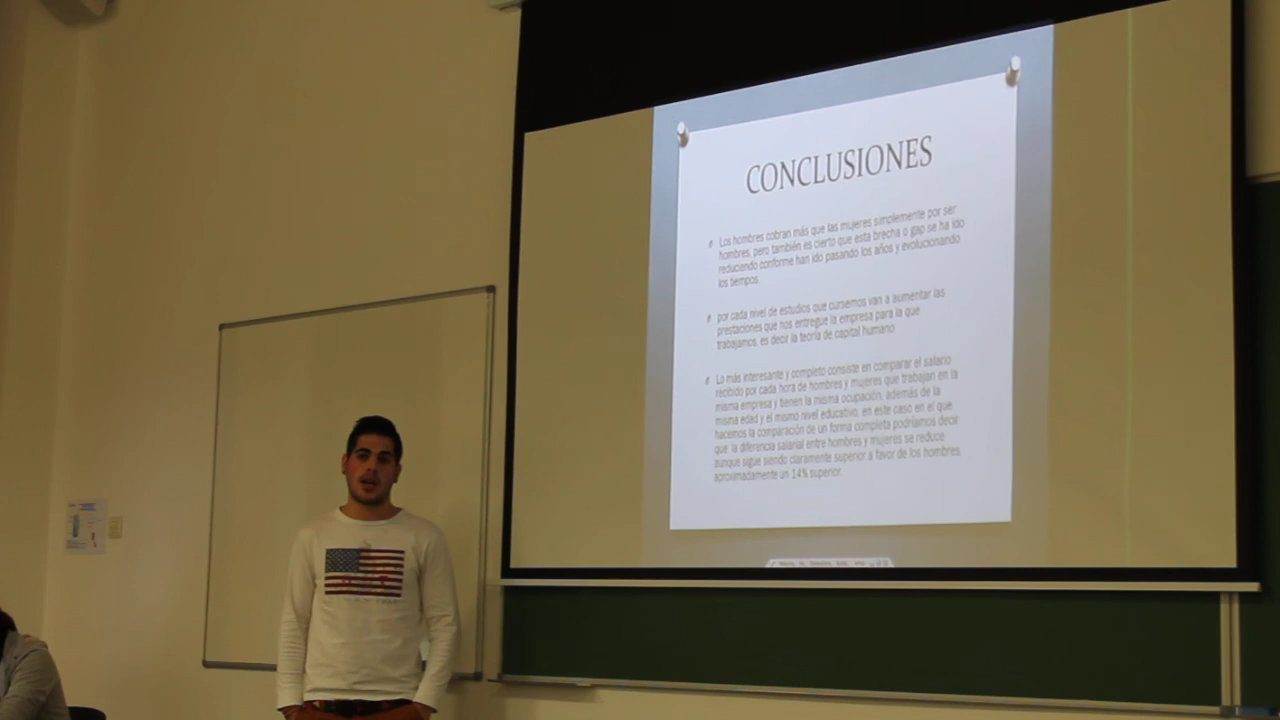 CONCLUSIONES
Los hombres cobran más que las mujeres simplemente por ser
hombres, pero también es cierto que esta brecha o gap se ha ido
reduciendo conforme han ido pasando los años y evolucionando
los tiempos.
por cada nivel de estudios que cursemos van a aumentar las
prestaciones que nos entregue la empresa para la que
trabajamos, es decir la teoría de capital humano
Lo más interesante y completo consiste en comparar el salario
recibido por cada hora de hombres y mujeres que trabajan en la
misma empresa y tienen la misma ocupación, además de la
misma edad y el mismo nivel educativo, en este caso en el que
hacemos la comparación de un forma completa podríamos decir
que la diferencia salarial entre hombres y mujeres se reduce
aunque sigue siendo claramente superior a favor de los hombres,
aproximadamente un 14% superior.